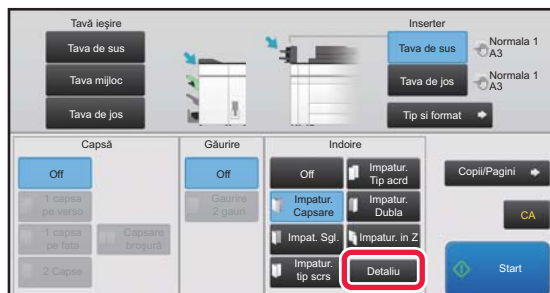 Tavă ieşire
Inserter
Tava de sus
Tava mijloc
Tava de jos
Tava de sus
Normala 1
A3
Tava de jos
Normala 1
A3
Tip si format
Capsă
Găurire
Indoire
Off
1 capsa
pe verso
1 capsa
pe fata
Capsare
broşură
2 Capse
Off
Gaurire
2 gauri
Off
Impatur.
Tip acrd
Impatur.
Capsare
Impatur.
Dubla
Impat. Sgl.
Impatur. in Z
Impatur.
tip scrs
Detaliu
Copii/Pagini
CA
Start